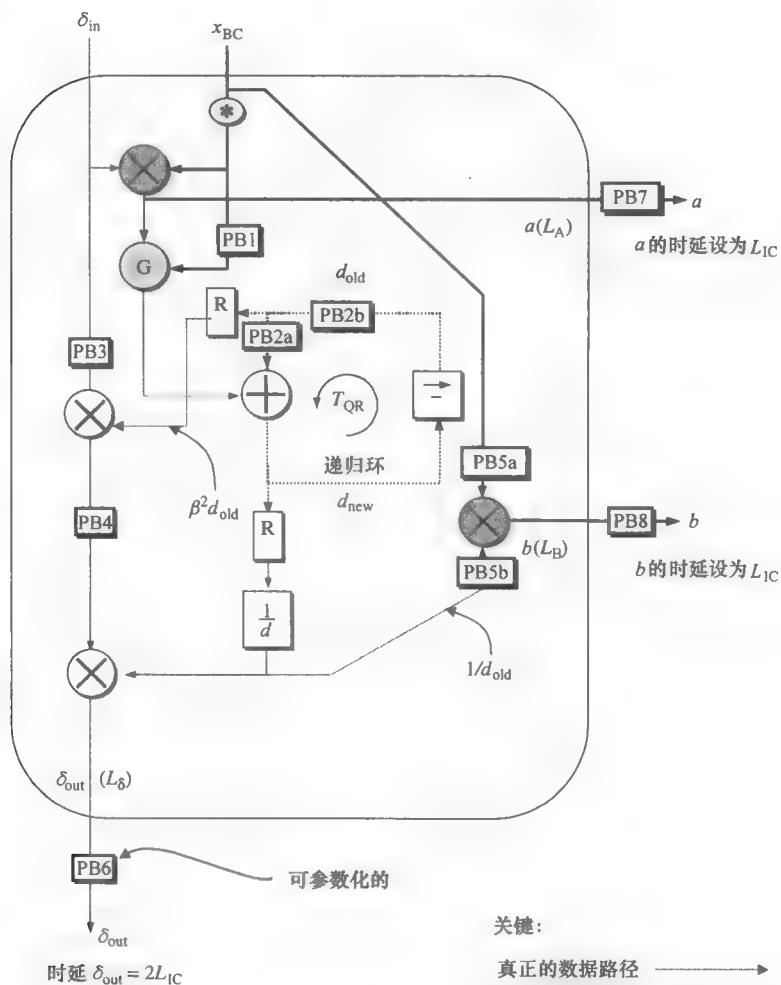 δin
xBC
*
PB7
a
a(LA)
a的时延设为LIC
PB1
G
dold
R
PB2b
PB2a
PB3
TQR
递归环
dnew
β²dold
PB5a
PB4
R
PB8
b
b(LB)
PB5b
b的时延设为LIC
1/d
1/dold
δout (Lδ)
PB6
可参数化的
δout
时延 δout = 2LIC
关键:
真正的数据路径